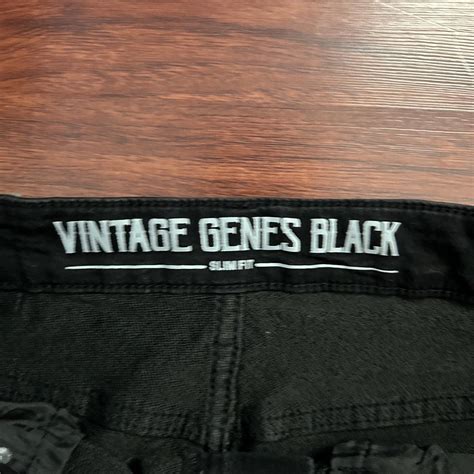 VINTAGE GENES BLACK
SLIM FIT